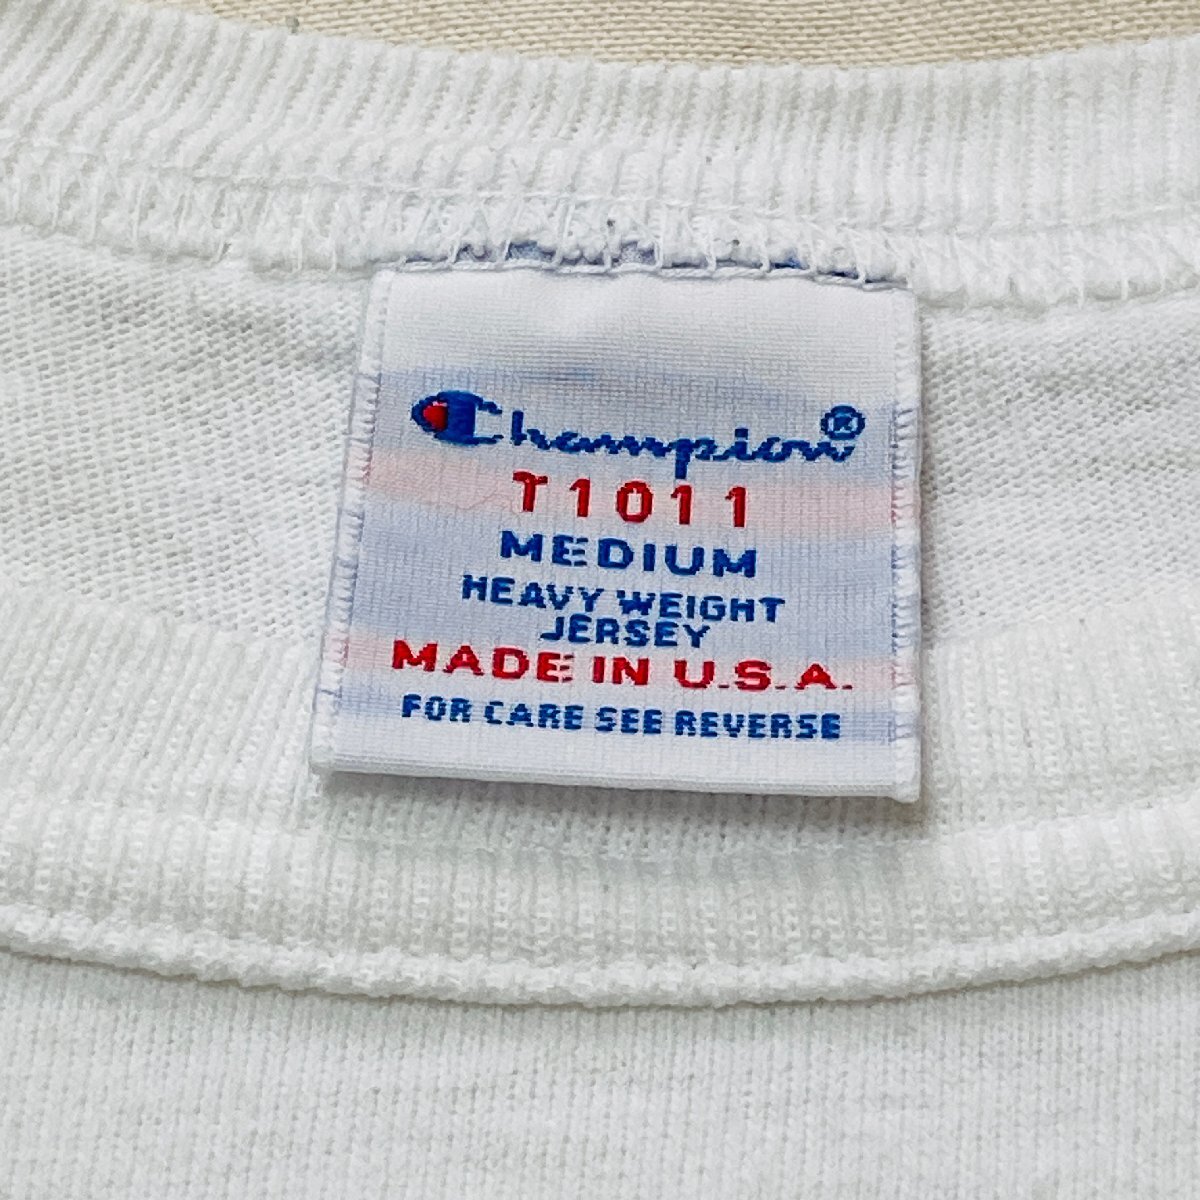 Champion®
T1011
MEDIUM
HEAVY WEIGHT
JERSEY
MADE IN U.S.A.
FOR CARE SEE REVERSE